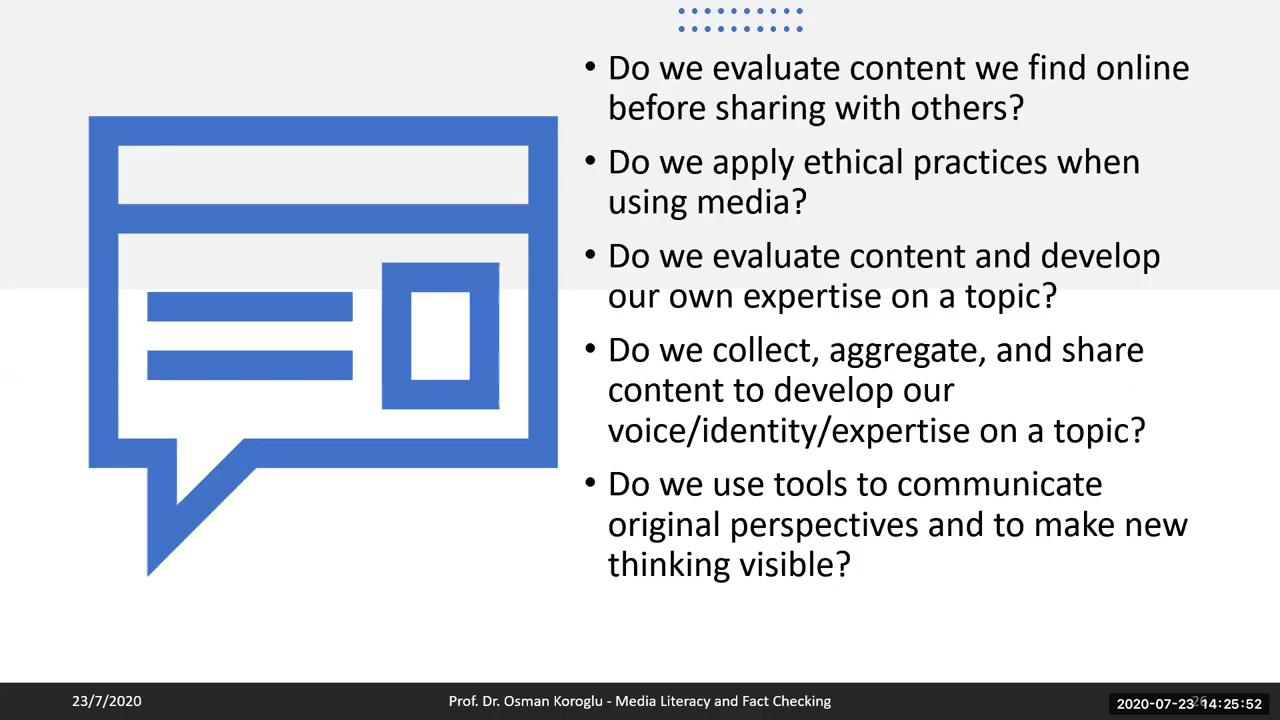 • Do we evaluate content we find online
before sharing with others?
• Do we apply ethical practices when
using media?
• Do we evaluate content and develop
our own expertise on a topic?
• Do we collect, aggregate, and share
content to develop our
voice/identity/expertise on a topic?
• Do we use tools to communicate
original perspectives and to make new
thinking visible?
23/7/2020
Prof. Dr. Osman Koroglu - Media Literacy and Fact Checking
2020-07-23 14:25:52